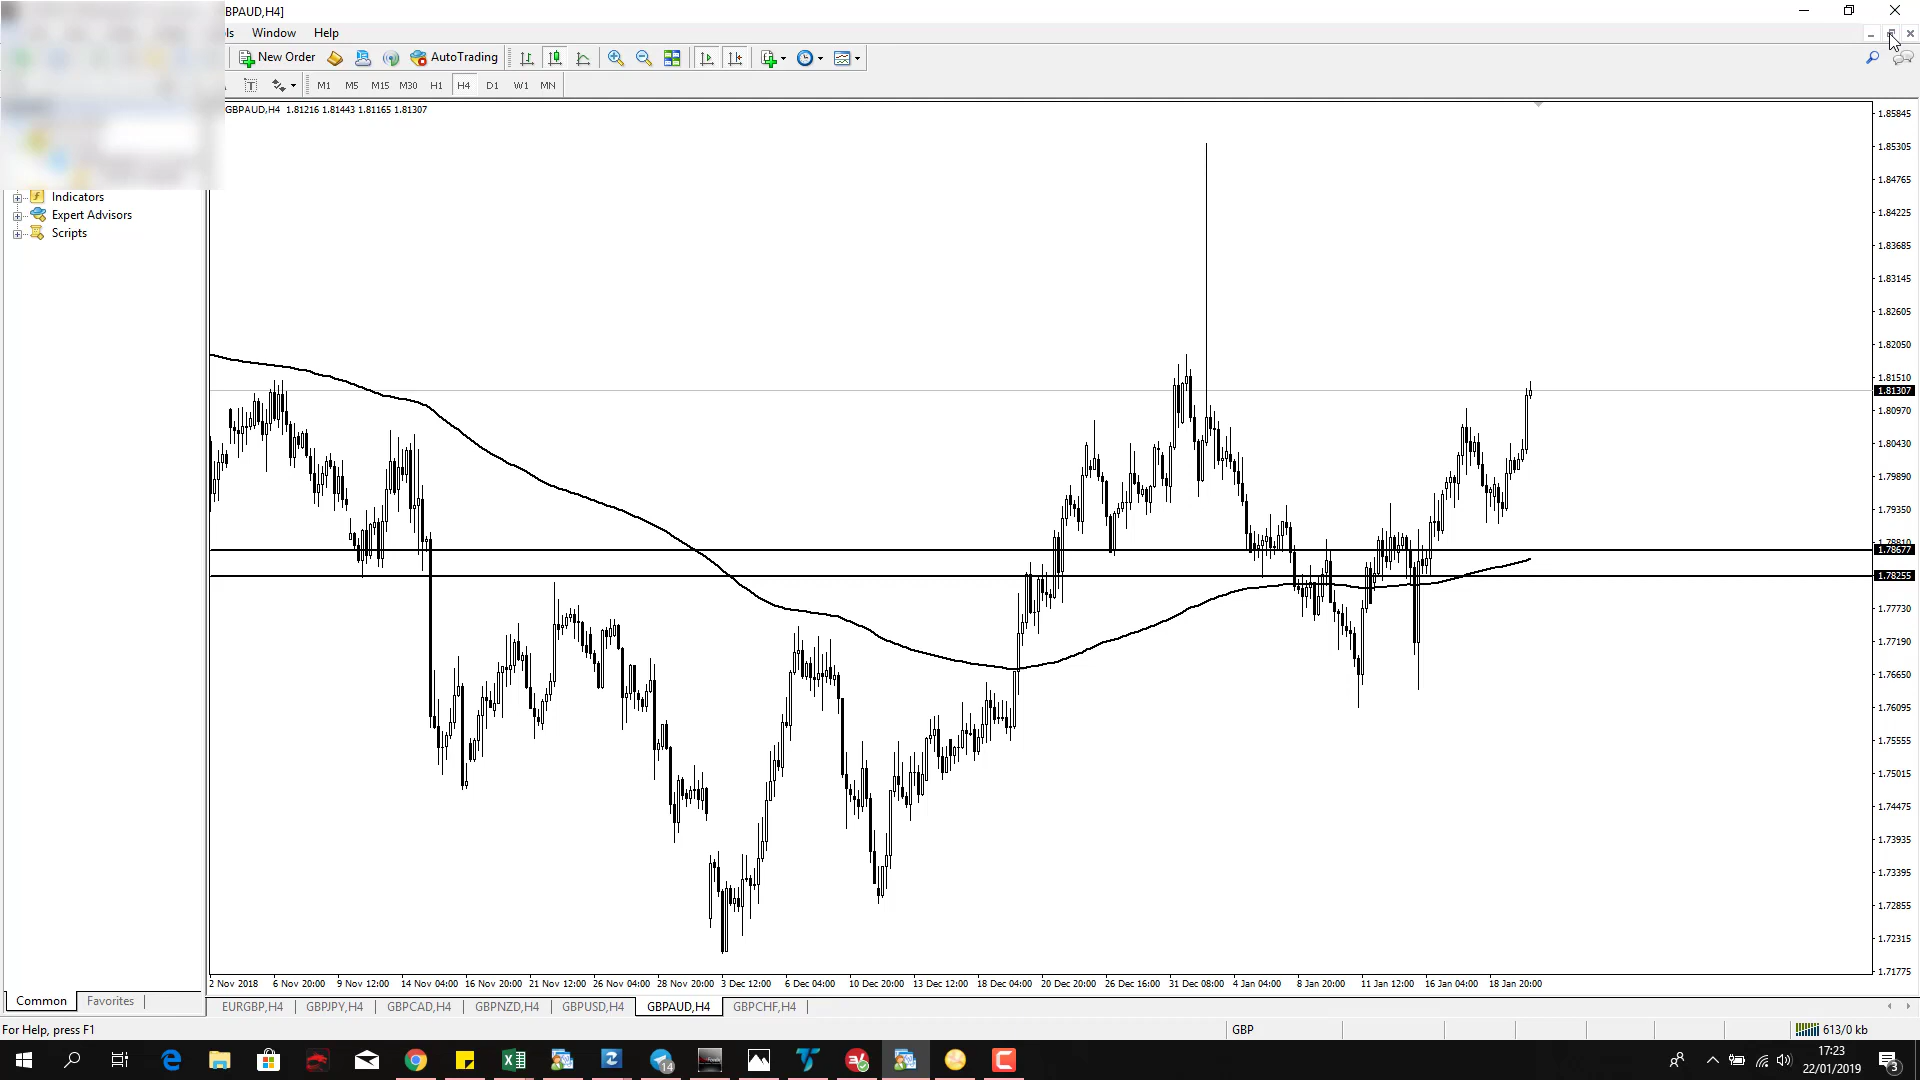 GBPAUD,H4]
ls Window Help
New Order AutoTrading
T M1 M5 M15 M30 H1 H4 D1 W1 MN
GBPAUD,H4 1.81216 1.81443 1.81165 1.81307
Indicators
Expert Advisors
Scripts
1.85845
1.85305
1.84765
1.84225
1.83685
1.83145
1.82605
1.82050
1.81510
1.81307
1.80970
1.80430
1.79890
1.79350
1.78810
1.78677
1.78255
1.77730
1.77190
1.76650
1.76095
1.75555
1.75015
1.74475
1.73935
1.73395
1.72855
1.72315
1.71775
2 Nov 2018 6 Nov 20:00 9 Nov 12:00 14 Nov 04:00 16 Nov 20:00 21 Nov 12:00 26 Nov 04:00 28 Nov 20:00 3 Dec 12:00 6 Dec 04:00 10 Dec 20:00 13 Dec 12:00 18 Dec 04:00 20 Dec 20:00 26 Dec 16:00 31 Dec 08:00 4 Jan 04:00 8 Jan 20:00 11 Jan 12:00 16 Jan 04:00 18 Jan 20:00
Common Favorites
EURGBP,H4 GBPJPY,H4 GBPCAD,H4 GBPNZD,H4 GBPUSD,H4 GBPAUD,H4 GBPCHF,H4
For Help, press F1 GBP 613/0 kb
14
17:23
22/01/2019
3